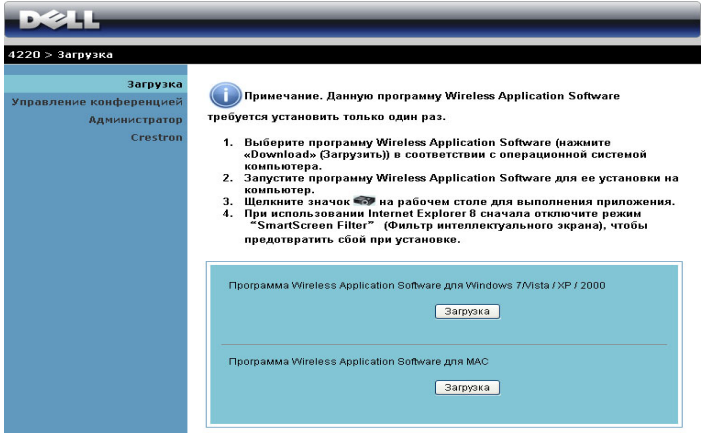 DELL
4220 > Загрузка
Загрузка
Управление конференцией
Администратор
Crestron
Примечание. Данную программу Wireless Application Software
требуется установить только один раз.
1. Выберите программу Wireless Application Software (нажмите
«Download» (Загрузить)) в соответствии с операционной системой
компьютера.
2. Запустите программу Wireless Application Software для ее установки на
компьютер.
3. Щелкните значок на рабочем столе для выполнения приложения.
4. При использовании Internet Explorer 8 сначала отключите режим
“SmartScreen Filter” (Фильтр интеллектуального экрана), чтобы
предотвратить сбой при установке.
Программа Wireless Application Software для Windows 7/Vista / XP / 2000
Загрузка
Программа Wireless Application Software для MAC
Загрузка